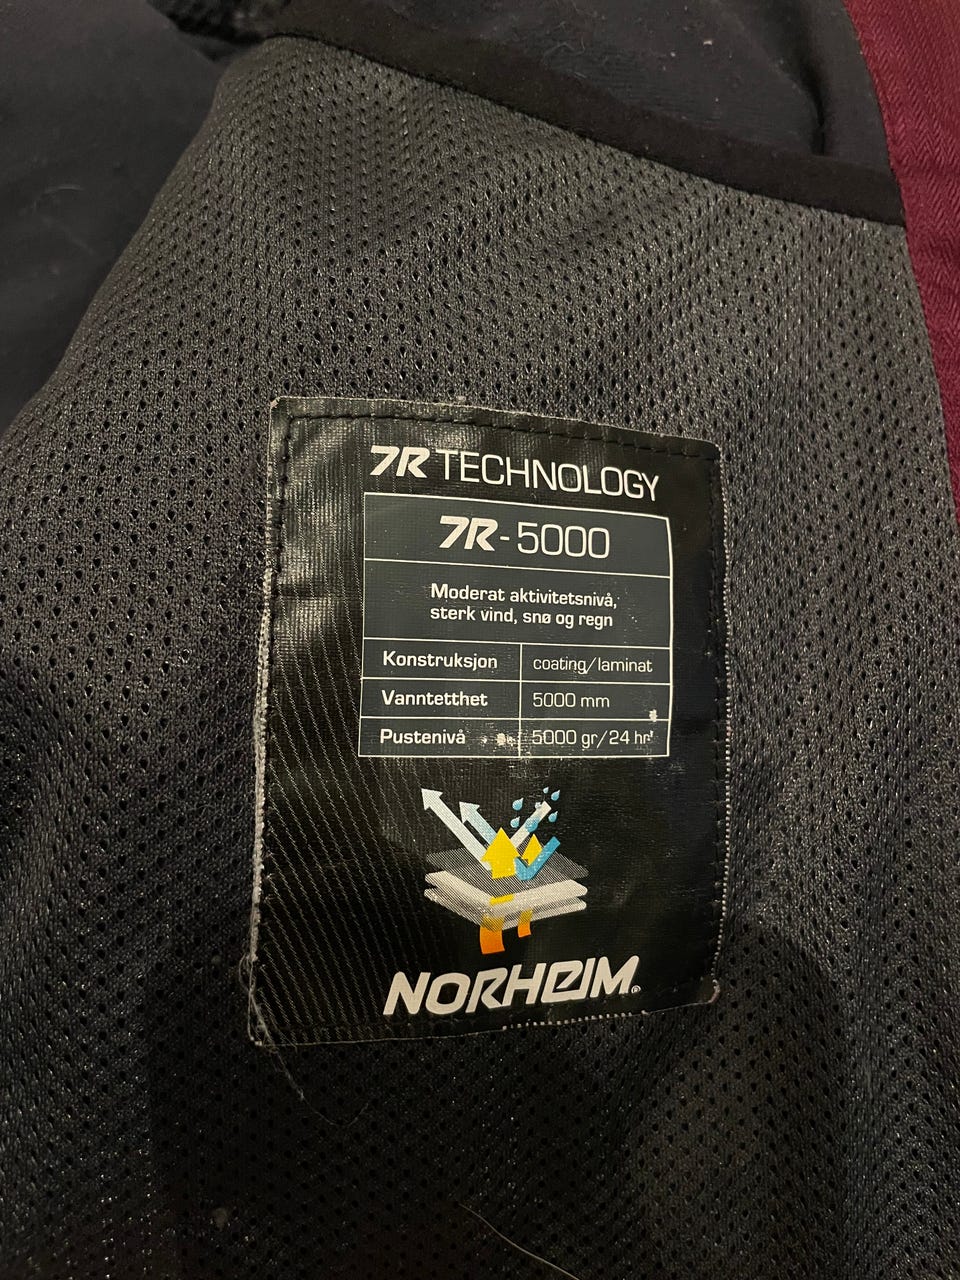 7R TECHNOLOGY
7R-5000
Moderat aktivitetsnivå,
sterk vind, snø og regn
Konstruksjon coating/laminat
Vanntetthet 5000 mm
Pustenivå 5000 gr/24 hr
NORHEIM®